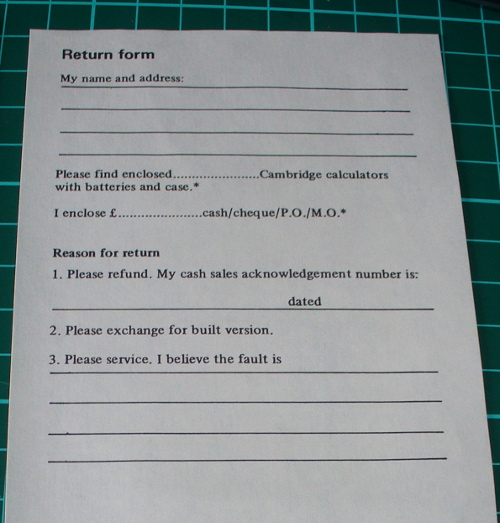 Return form
My name and address:
Please find enclosed.......................Cambridge calculators
with batteries and case.*
I enclose £......................cash/cheque/P.O./M.O.*
Reason for return
1. Please refund. My cash sales acknowledgement number is:
dated
2. Please exchange for built version.
3. Please service. I believe the fault is